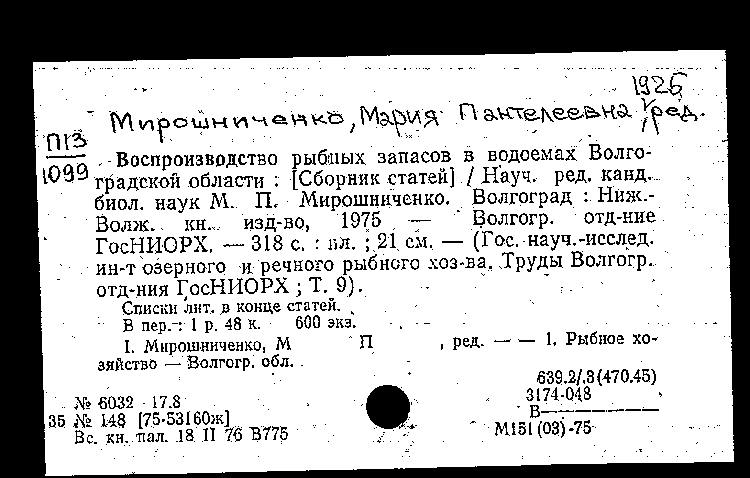 1926
Мирошниченко, Мария Пантелеевна, ред.
П13
1099
Воспроизводство рыбных запасов в водоемах Волго-
градской области : [Сборник статей] / Науч. ред. канд.
биол. наук М. П. Мирошниченко. Волгоград : Ниж.-
Волж. кн. изд-во, 1975 — Волгогр. отд-ние
ГосНИОРХ. — 318 с. : ил. ; 21 см. — (Гос. науч.-исслед.
ин-т озерного и речного рыбного хоз-ва. Труды Волгогр.
отд-ния ГосНИОРХ ; Т. 9).
Списки лит. в конце статей.
В пер.: 1 р. 48 к. 600 экз.
I. Мирошниченко, М П , ред. — — 1. Рыбное хо-
зяйство — Волгогр. обл.
639.2/.3(470.45)
№ 6032 17.8 3174-048
35 № 148 [75-53160ж] В—
Вс. кн. пал. 18 II 76 В775 М151(03)-75